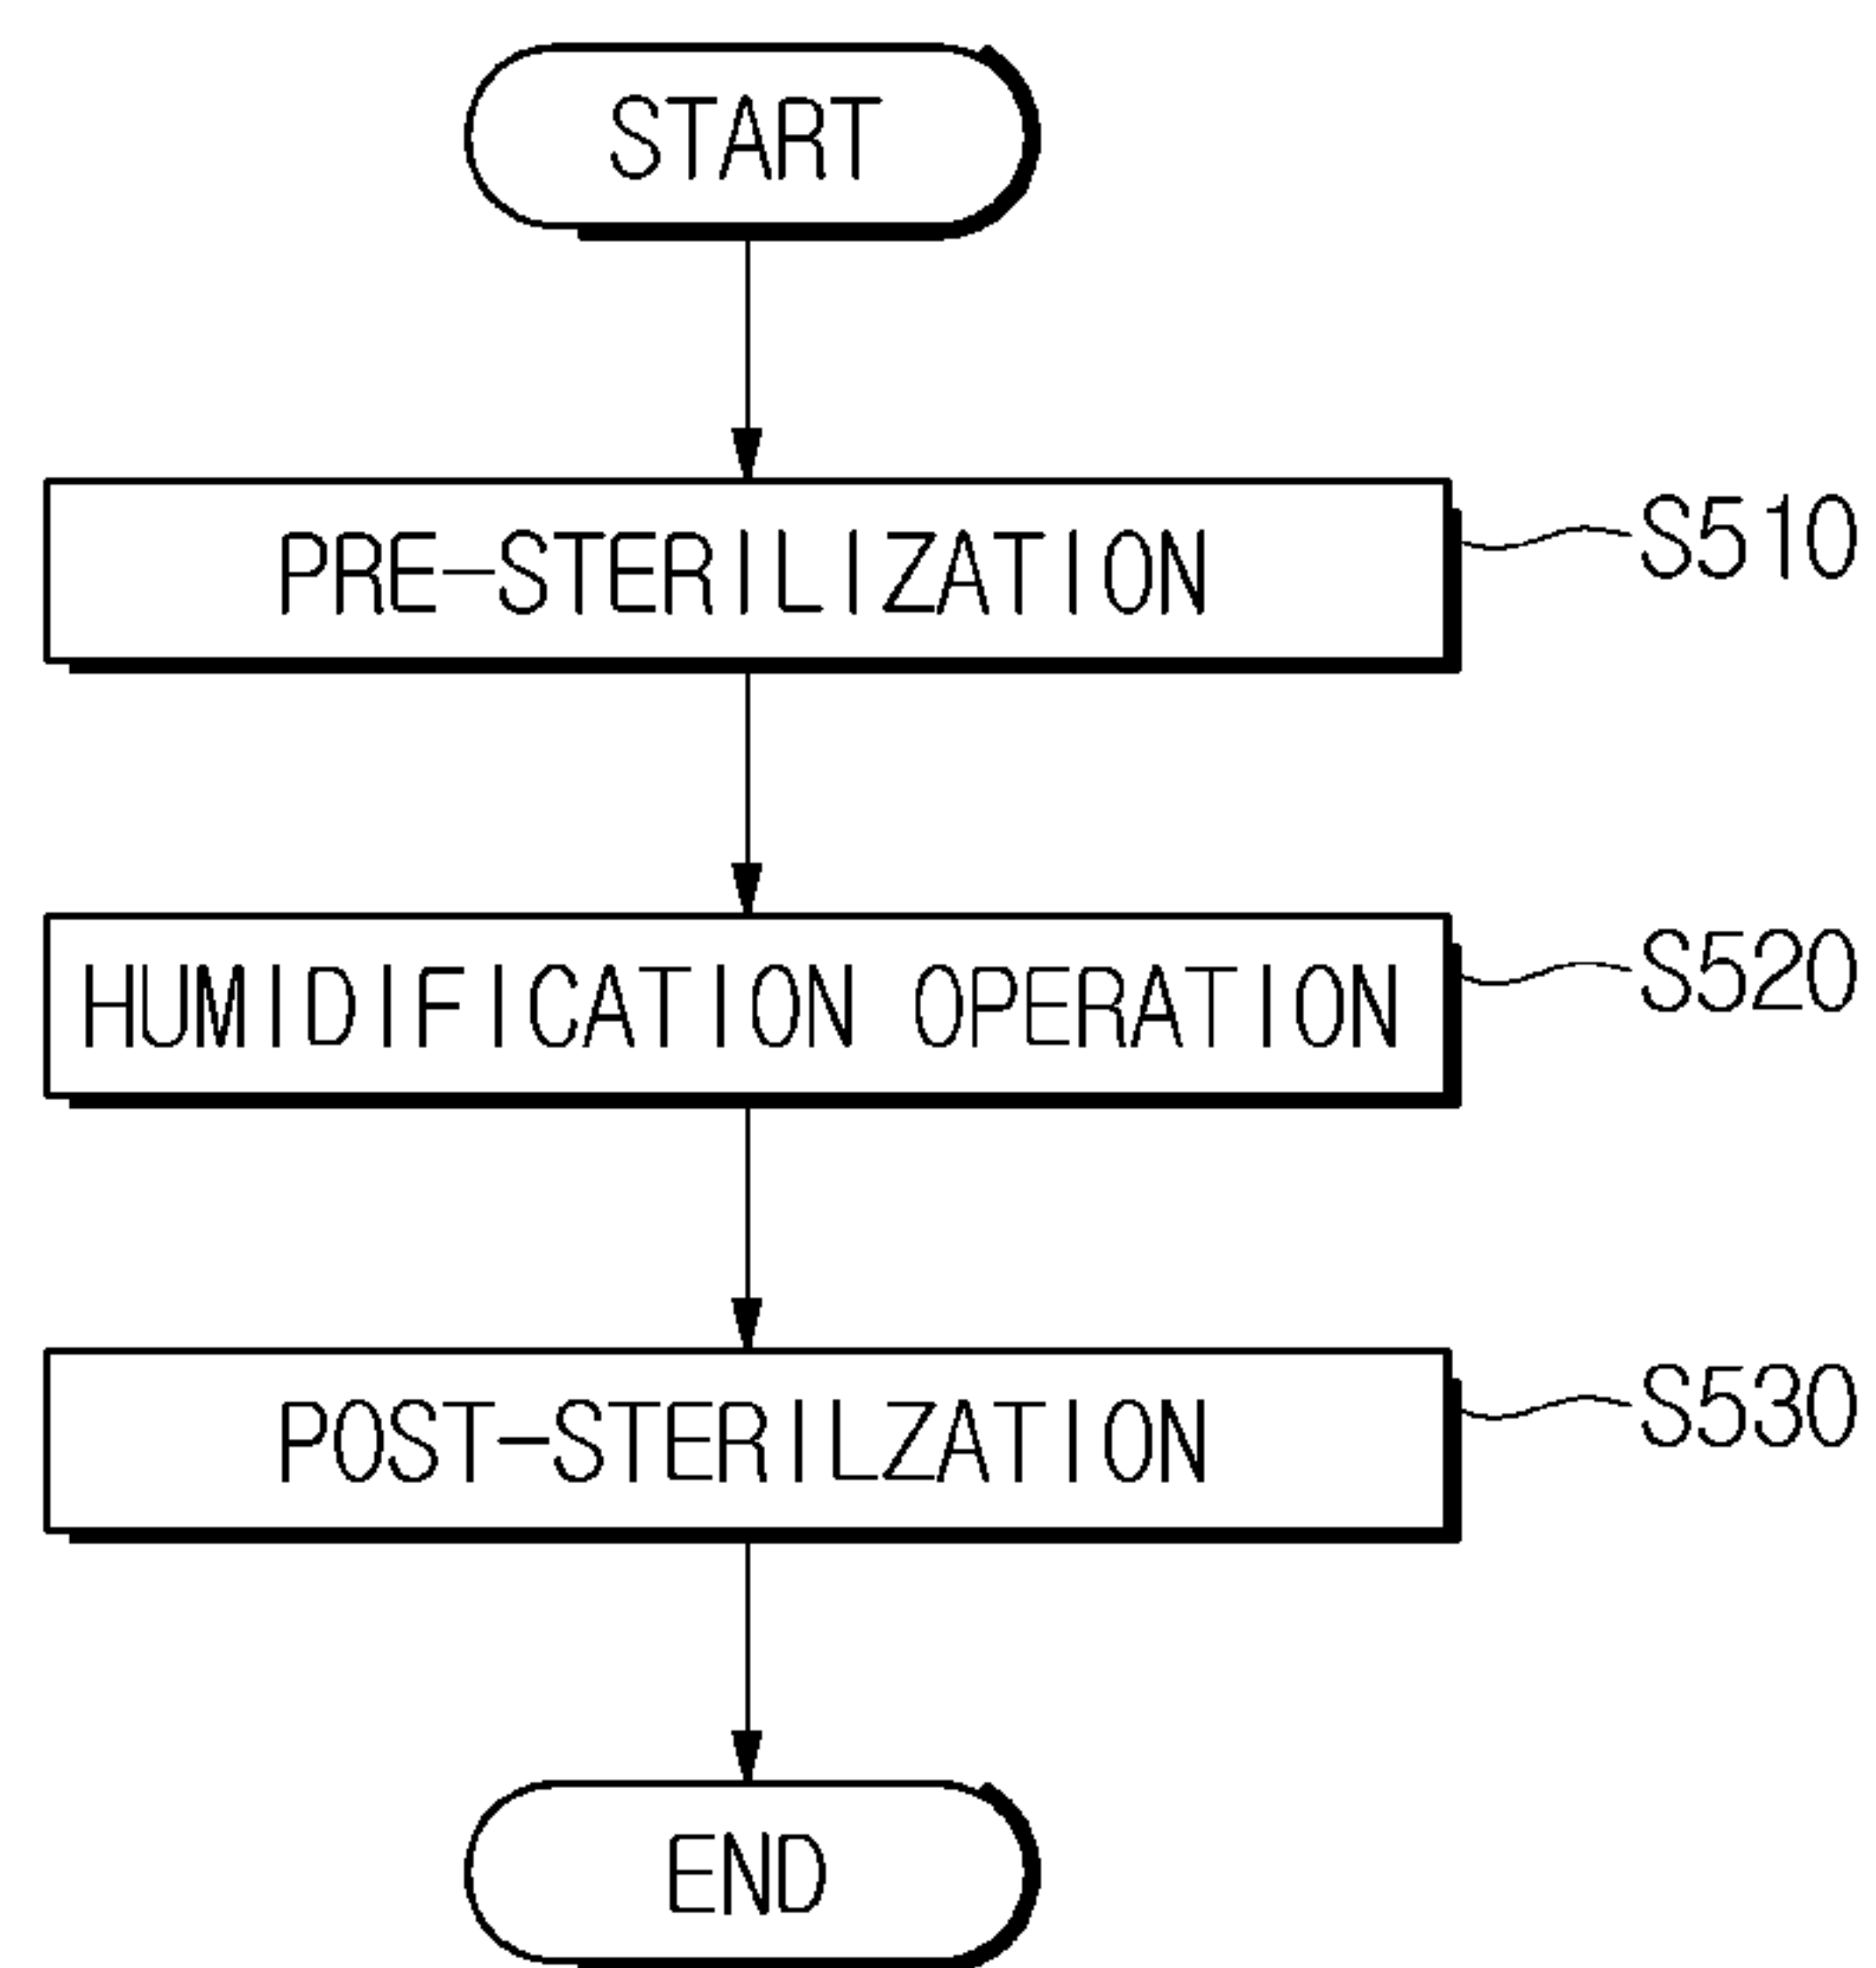 START
PRE-STERILIZATION
S510
HUMIDIFICATION OPERATION
S520
POST-STERILZATION
S530
END